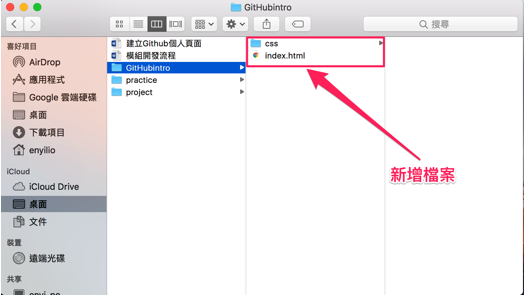 GitHubintro
搜尋
喜好項目
AirDrop
應用程式
Google 雲端硬碟
桌面
下載項目
enyilio
iCloud
iCloud Drive
桌面
文件
裝置
遠端光碟
共享
建立Github個人頁面
模組開發流程
GitHubintro
practice
project
css
index.html
新增檔案